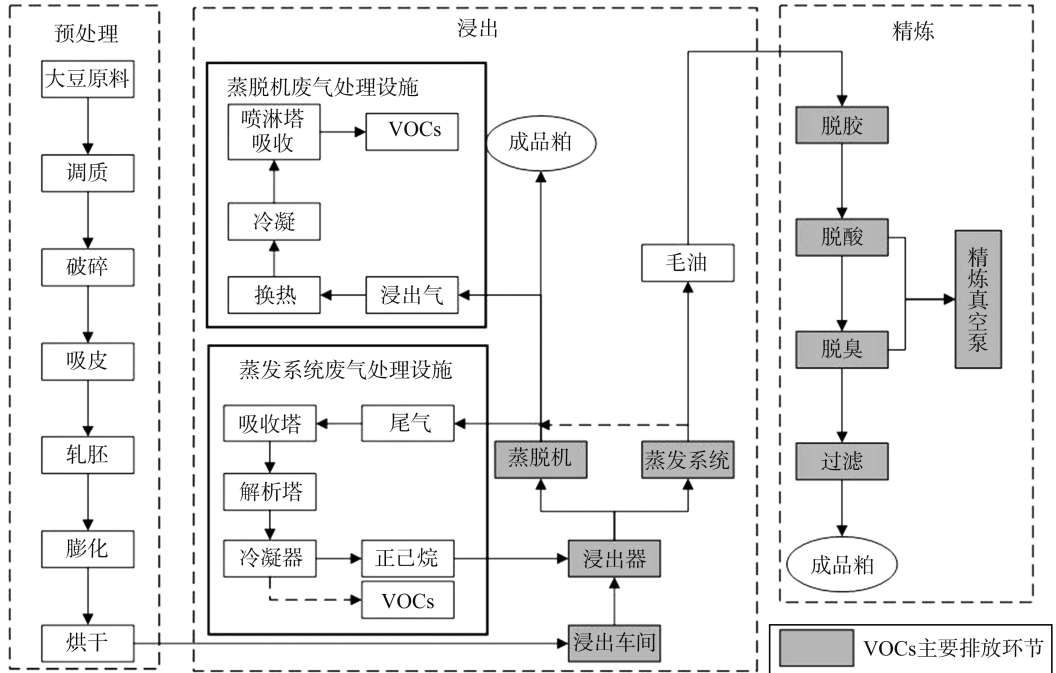 预处理
大豆原料
调质
破碎
吸皮
轧胚
膨化
烘干
浸出
蒸脱机废气处理设施
喷淋塔
吸收
VOCs
冷凝
换热
浸出气
成品粕
毛油
蒸发系统废气处理设施
吸收塔
尾气
解析塔
冷凝器
正己烷
VOCs
蒸脱机
蒸发系统
浸出器
浸出车间
精炼
脱胶
脱酸
脱臭
过滤
成品粕
精炼真空泵
VOCs主要排放环节